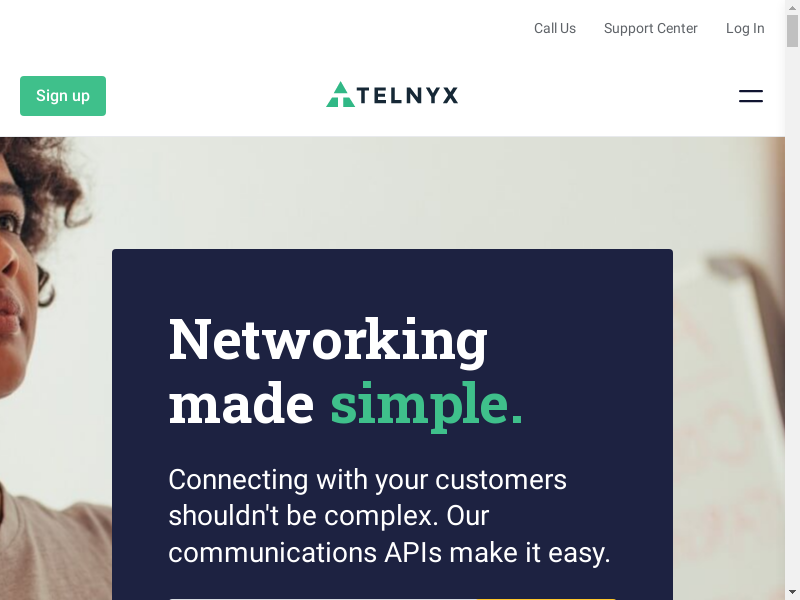 Call Us Support Center Log In
Sign up
TELNYX
Networking
made simple.
Connecting with your customers
shouldn't be complex. Our
communications APIs make it easy.